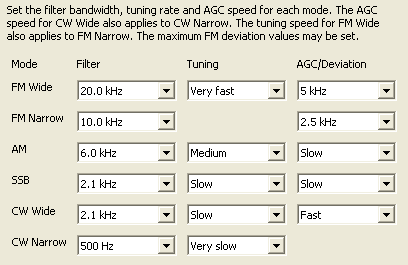 Set the filter bandwidth, tuning rate and AGC speed for each mode. The AGC
speed for CW Wide also applies to CW Narrow. The tuning speed for FM Wide
also applies to FM Narrow. The maximum FM deviation values may be set.
Mode Filter Tuning AGC/Deviation
FM Wide 20.0 kHz Very fast 5 kHz
FM Narrow 10.0 kHz 2.5 kHz
AM 6.0 kHz Medium Slow
SSB 2.1 kHz Slow Slow
CW Wide 2.1 kHz Slow Fast
CW Narrow 500 Hz Very slow